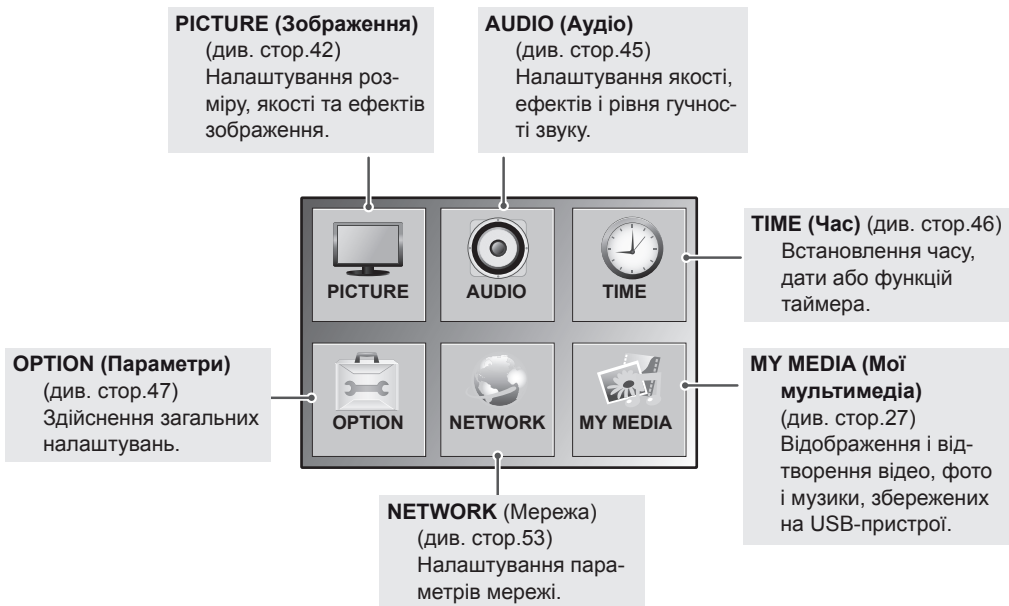 PICTURE (Зображення)
(див. стор.42)
Налаштування роз-
міру, якості та ефектів
зображення.
AUDIO (Аудіо)
(див. стор.45)
Налаштування якості,
ефектів і рівня гучнос-
ті звуку.
PICTURE
AUDIO
TIME
TIME (Час) (див. стор.46)
Встановлення часу,
дати або функцій
таймера.
OPTION (Параметри)
(див. стор.47)
Здійснення загальних
налаштувань.
OPTION
NETWORK
MY MEDIA
MY MEDIA (Мої
мультимедіа)
(див. стор.27)
Відображення і від-
творення відео, фото
і музики, збережених
на USB-пристрої.
NETWORK (Мережа)
(див. стор.53)
Налаштування пара-
метрів мережі.